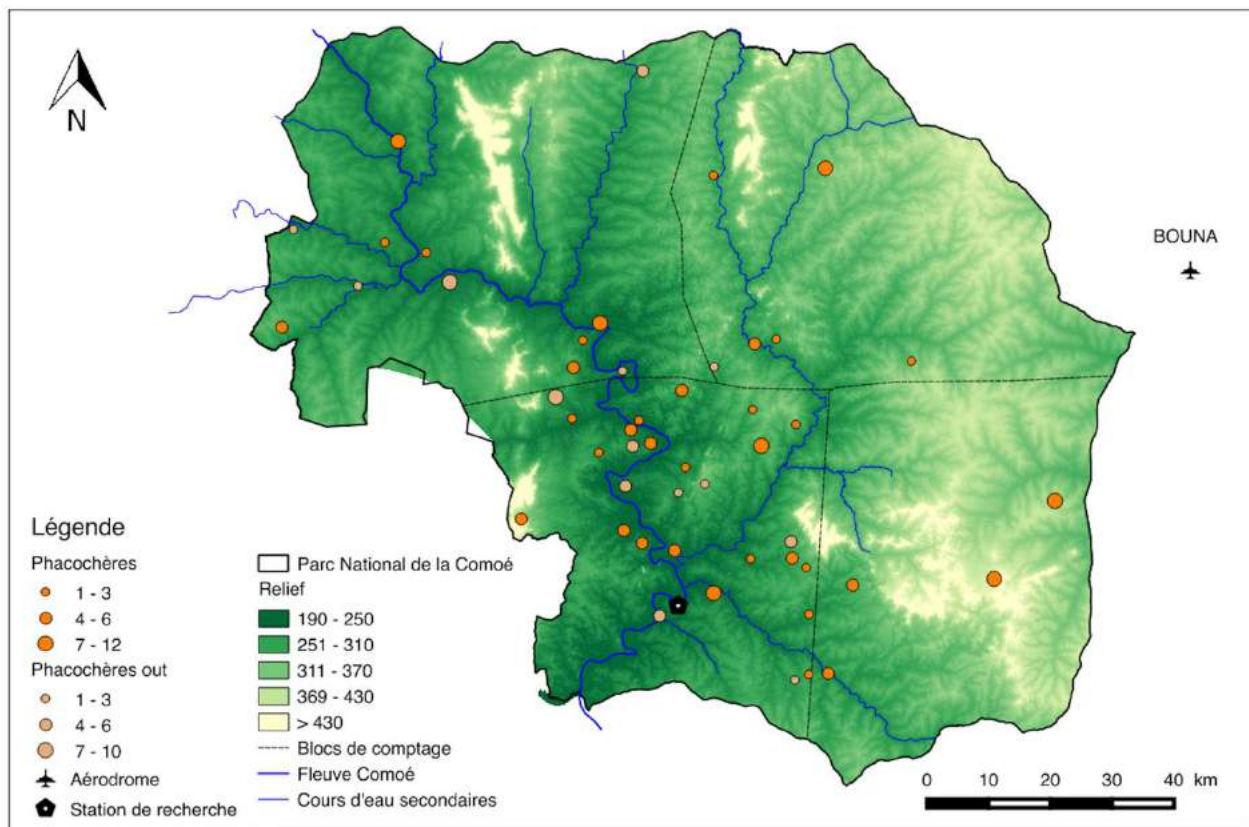 N
BOUNA
Légende
Phacochères
1 - 3
4 - 6
7 - 12
Phacochères out
1 - 3
4 - 6
7 - 10
Aérodrome
Station de recherche
Parc National de la Comoé
Relief
190 - 250
251 - 310
311 - 370
369 - 430
> 430
Blocs de comptage
Fleuve Comoé
Cours d'eau secondaires
0 10 20 30 40 km